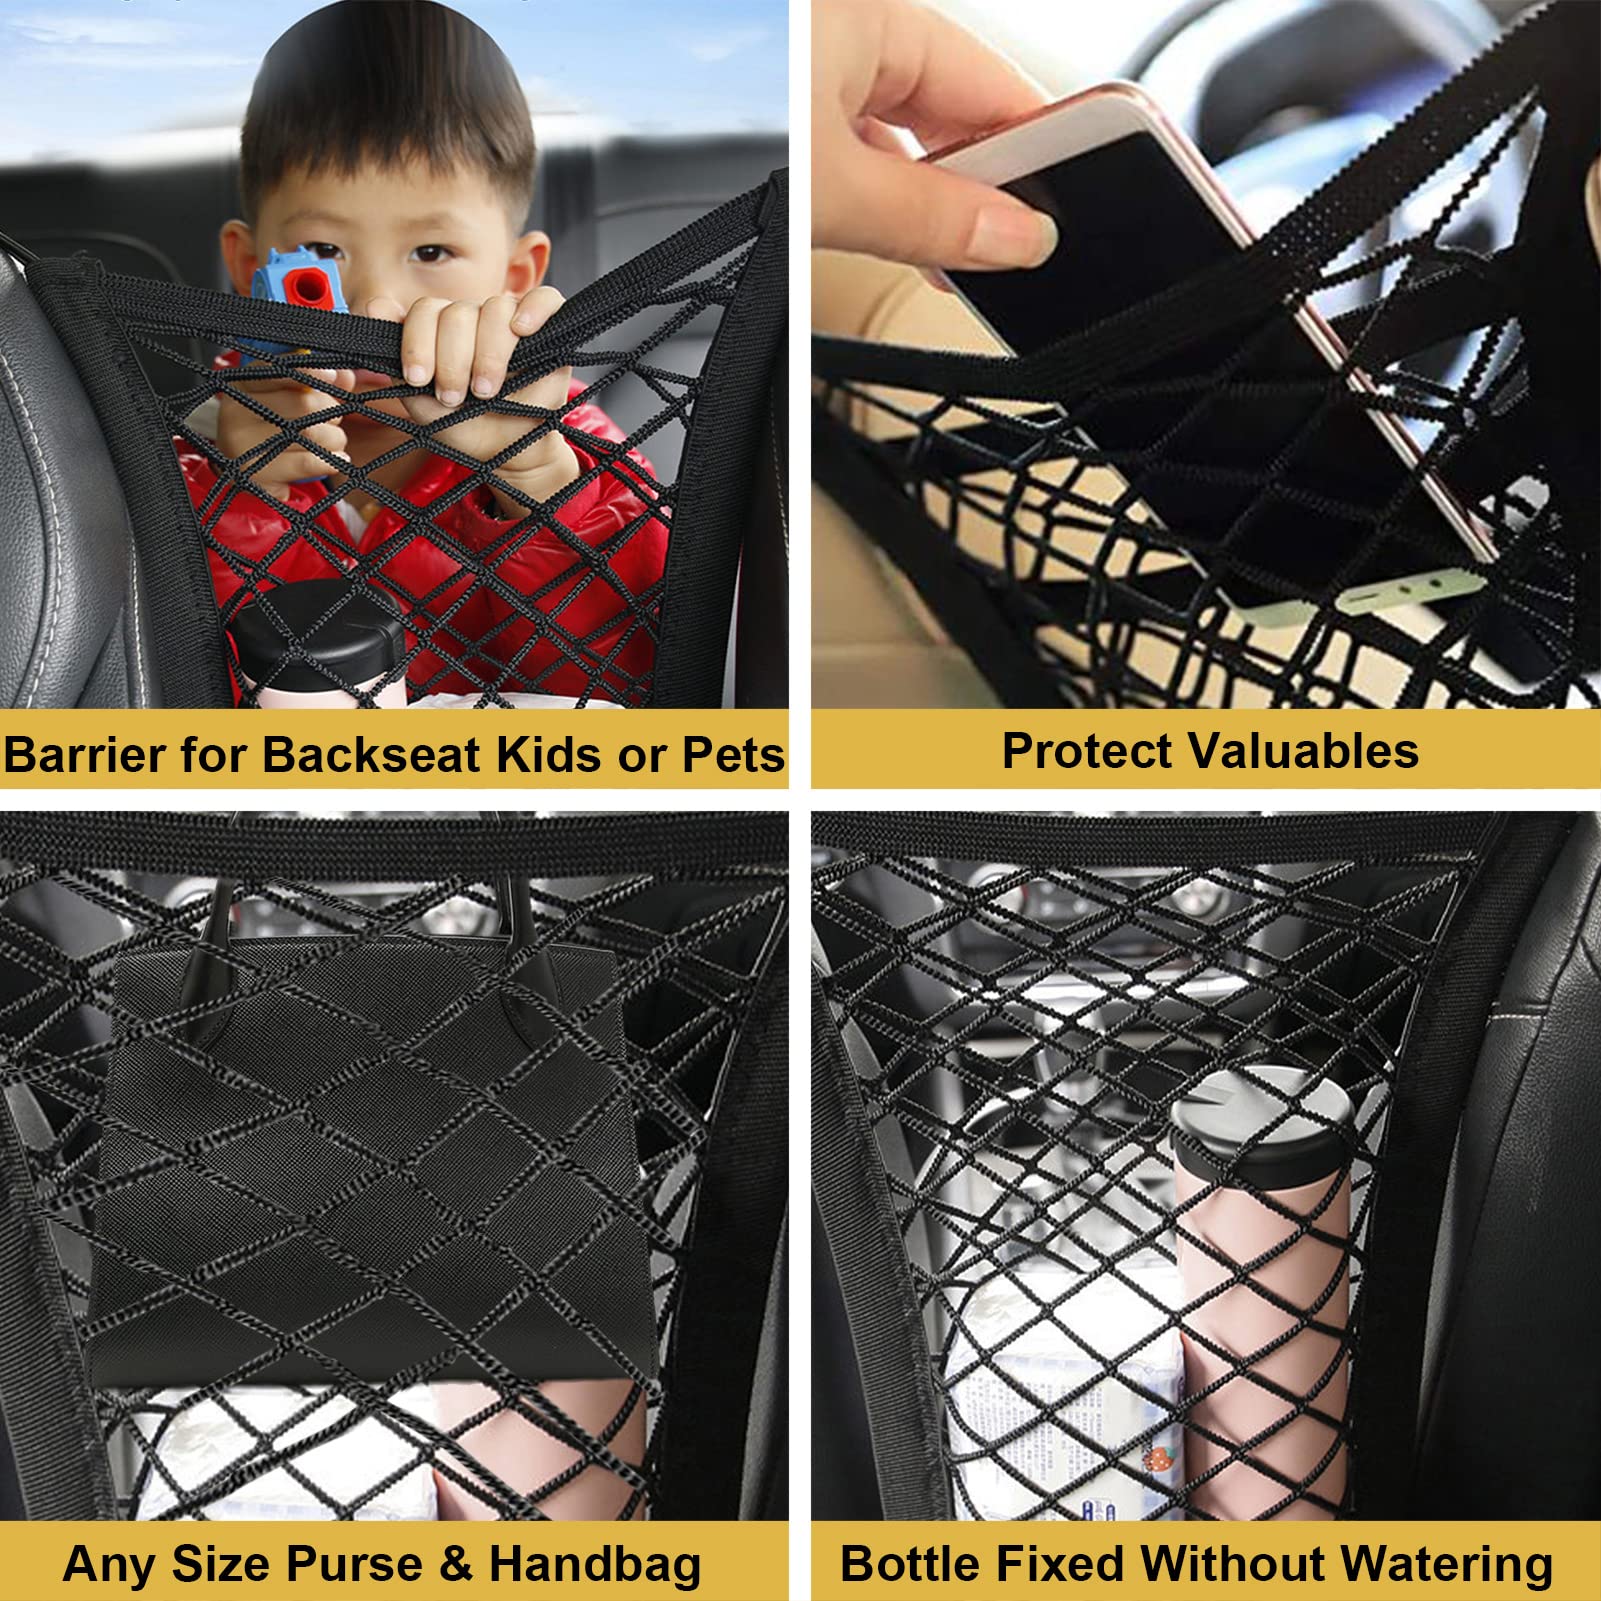 Barrier for Backseat Kids or Pets
Protect Valuables
Any Size Purse & Handbag
Bottle Fixed Without Watering